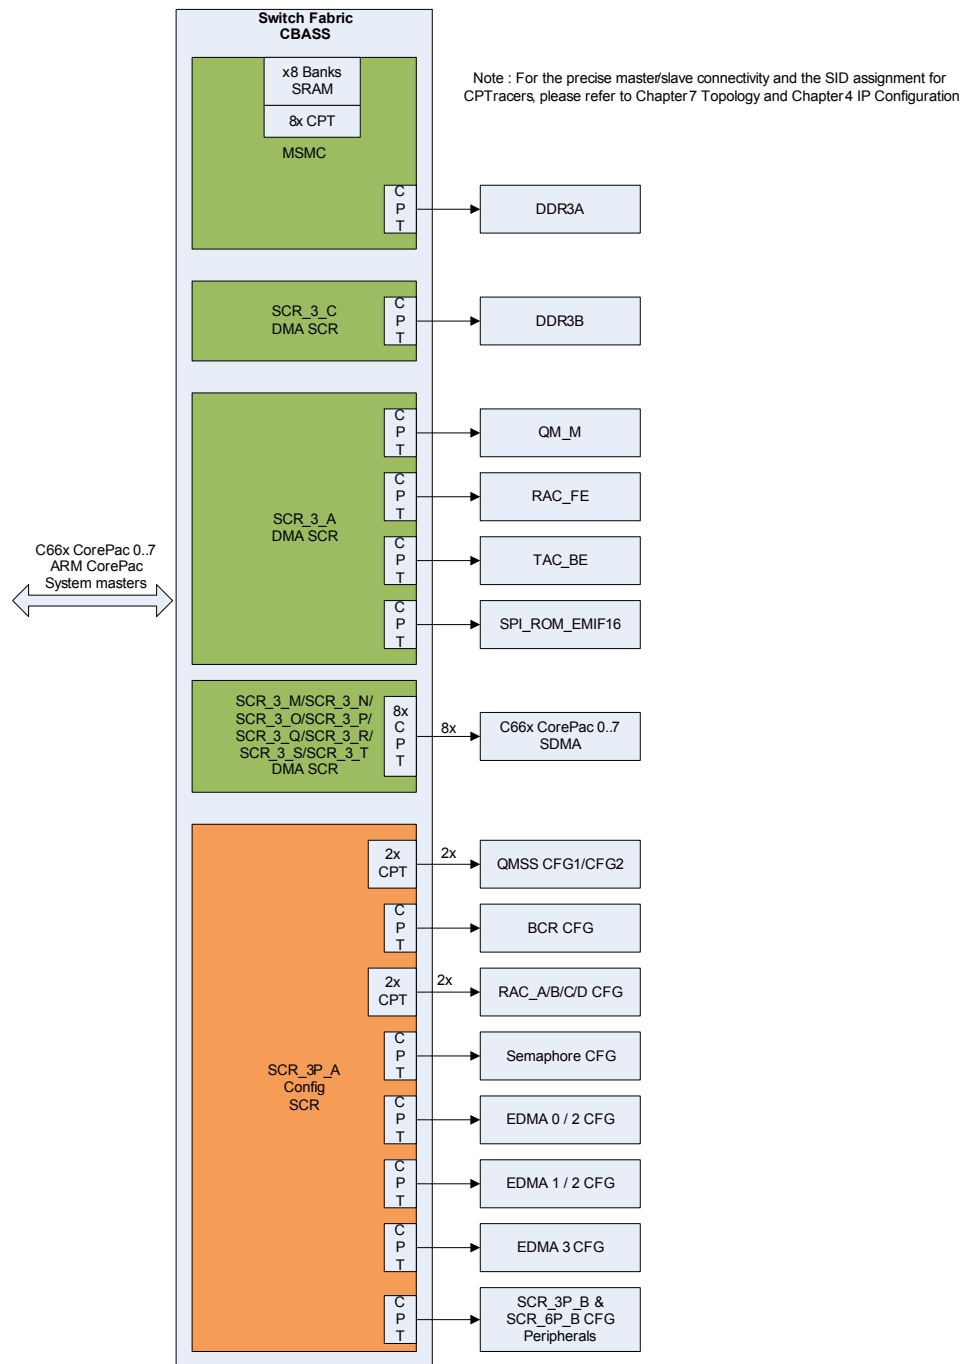 Switch Fabric
CBASS
x8 Banks
SRAM
8x CPT
MSMC
Note : For the precise master/slave connectivity and the SID assignment for
CPTracers, please refer to Chapter 7 Topology and Chapter 4 IP Configuration
C
P
T
DDR3A
SCR_3_C
DMA SCR
C
P
T
DDR3B
C
P
T
QM_M
C
P
T
RAC_FE
SCR_3_A
DMA SCR
C
P
T
TAC_BE
C
P
T
SPI_ROM_EMIF16
C66x CorePac 0..7
ARM CorePac
System masters
SCR_3_M/SCR_3_N/
SCR_3_O/SCR_3_P/
SCR_3_Q/SCR_3_R/
SCR_3_S/SCR_3_T
DMA SCR
8x
C
P
T
8x
C66x CorePac 0..7
SDMA
2x
CPT
2x
QMSS CFG1/CFG2
C
P
T
BCR CFG
2x
CPT
2x
RAC_A/B/C/D CFG
SCR_3P_A
Config
SCR
C
P
T
Semaphore CFG
C
P
T
EDMA 0 / 2 CFG
C
P
T
EDMA 1 / 2 CFG
C
P
T
EDMA 3 CFG
C
P
T
SCR_3P_B &
SCR_6P_B CFG
Peripherals